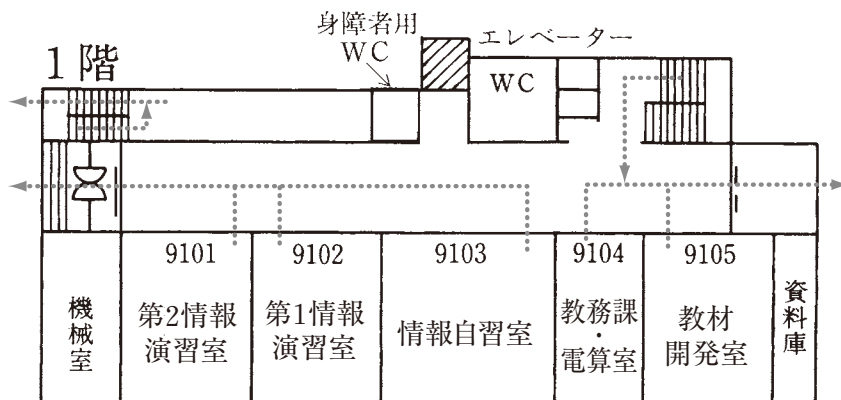 身障者用
WC
エレベーター
1階
WC
9101
9102
9103
9104
9105
機械室
第2情報
演習室
第1情報
演習室
情報自習室
教務課
・
電算室
教材
開発室
資料庫